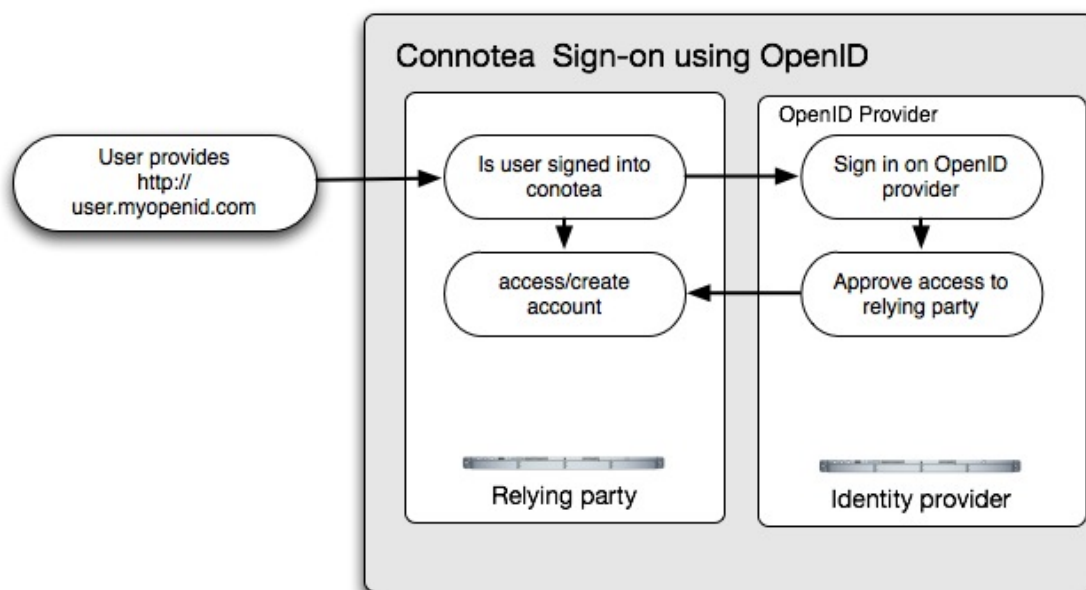 Connotea Sign-on using OpenID
User provides
http://
user.myopenid.com
Is user signed into
conotea
access/create
account
Relying party
OpenID Provider
Sign in on OpenID
provider
Approve access to
relying party
Identity provider